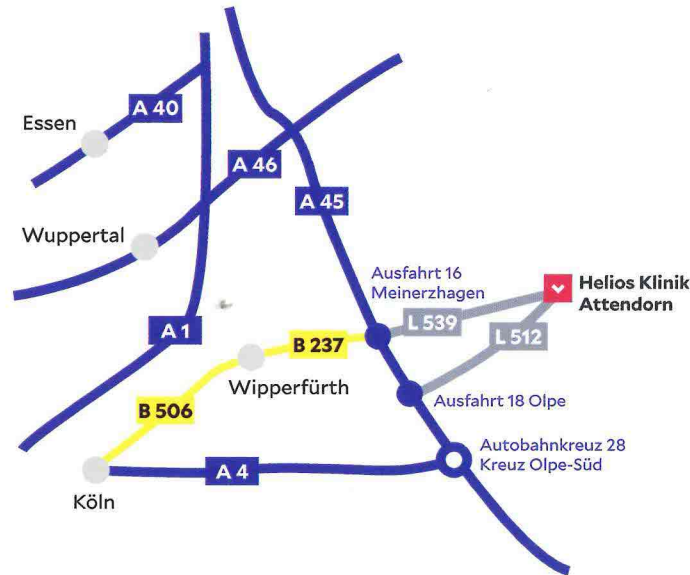 A 40
Essen
A 46
A 45
Wuppertal
Ausfahrt 16
Meinerzhagen
Helios Klinik
Attendorn
L 539
A 1
B 237
L 512
Wipperfürth
Ausfahrt 18 Olpe
B 506
Autobahnkreuz 28
Kreuz Olpe-Süd
A 4
Köln